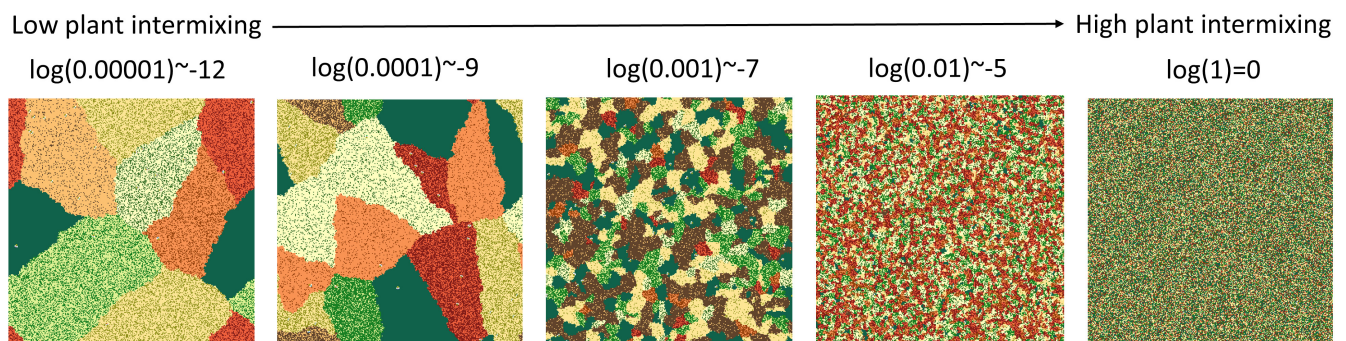 Low plant intermixing High plant intermixing
log(0.00001)~-12 log(0.0001)~-9 log(0.001)~-7 log(0.01)~-5 log(1)=0